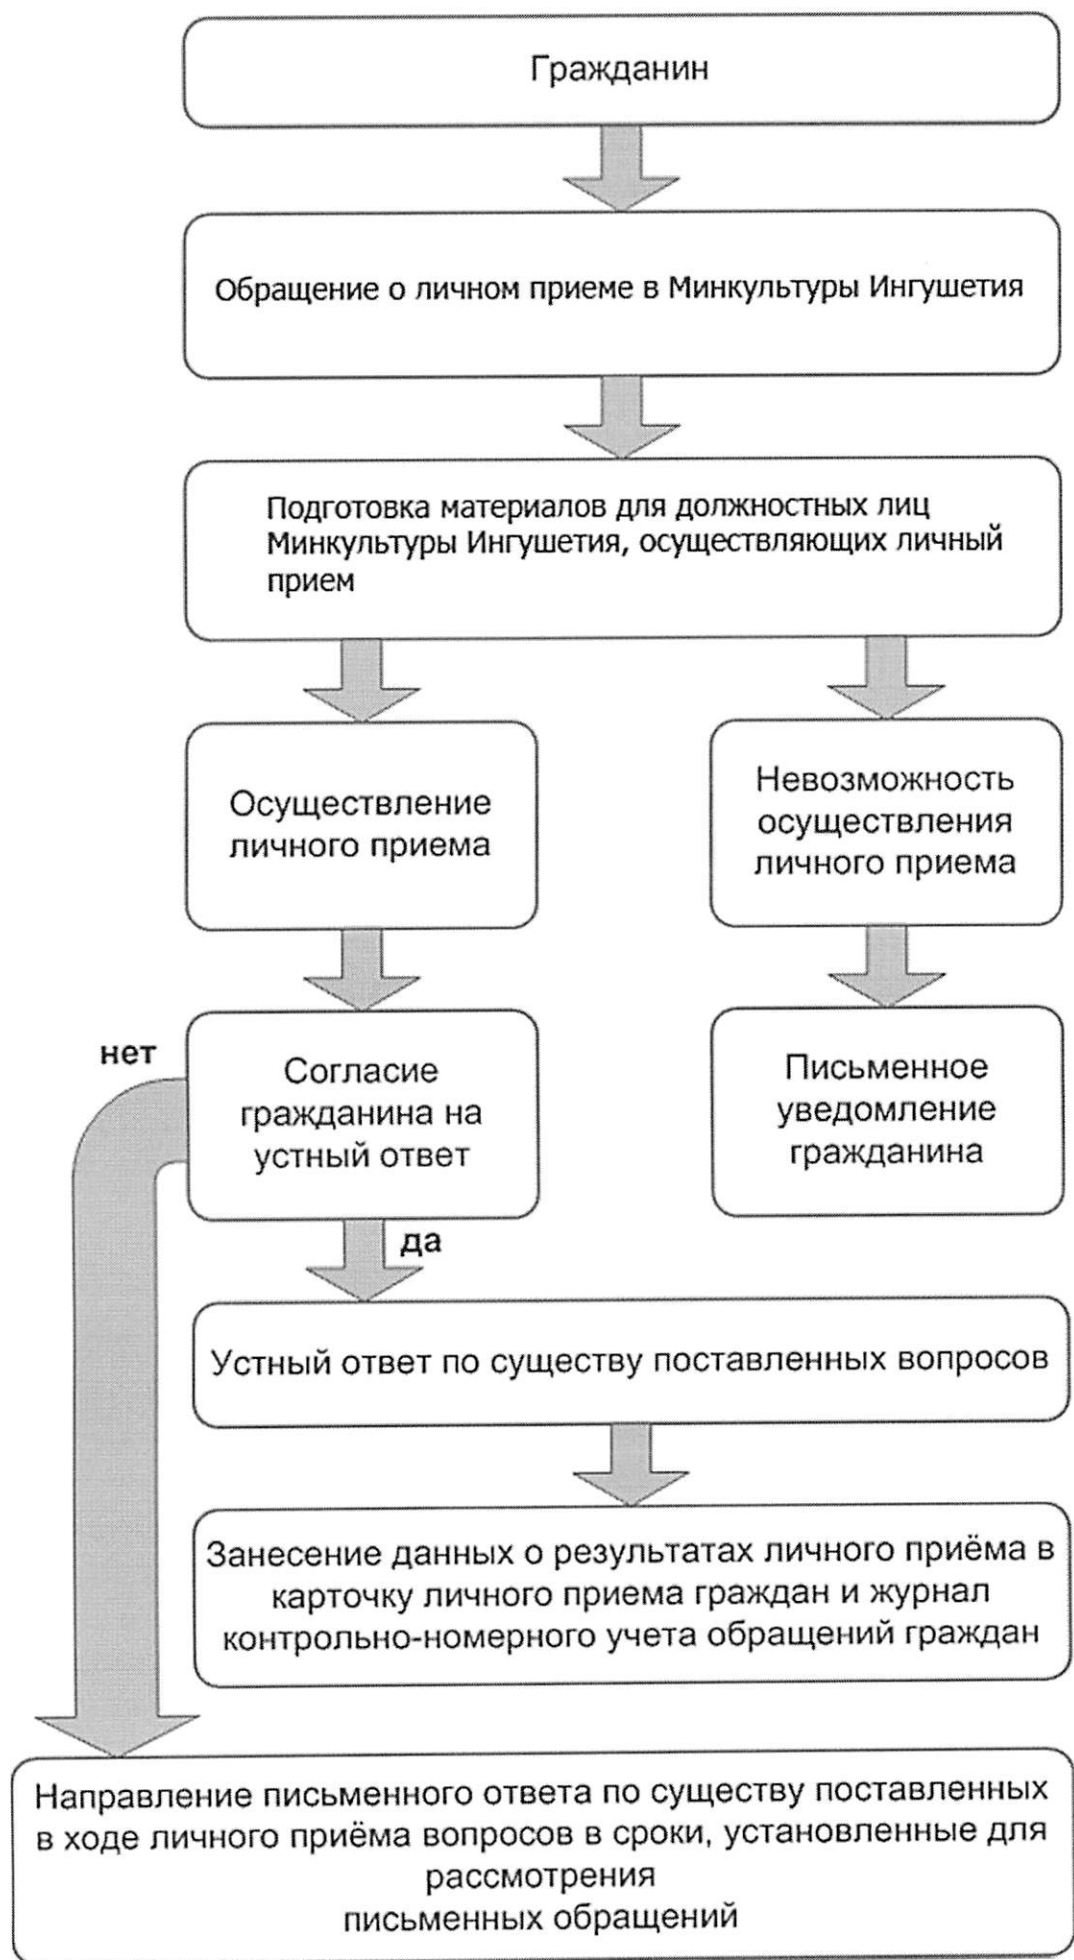 Гражданин
Обращение о личном приеме в Минкультуры Ингушетия
Подготовка материалов для должностных лиц
Минкультуры Ингушетия, осуществляющих личный
прием
Осуществление
личного приема
Невозможность
осуществления
личного приема
нет
Согласие
гражданина на
устный ответ
Письменное
уведомление
гражданина
да
Устный ответ по существу поставленных вопросов
Занесение данных о результатах личного приёма в
карточку личного приема граждан и журнал
контрольно-номерного учета обращений граждан
Направление письменного ответа по существу поставленных
в ходе личного приёма вопросов в сроки, установленные для
рассмотрения
письменных обращений